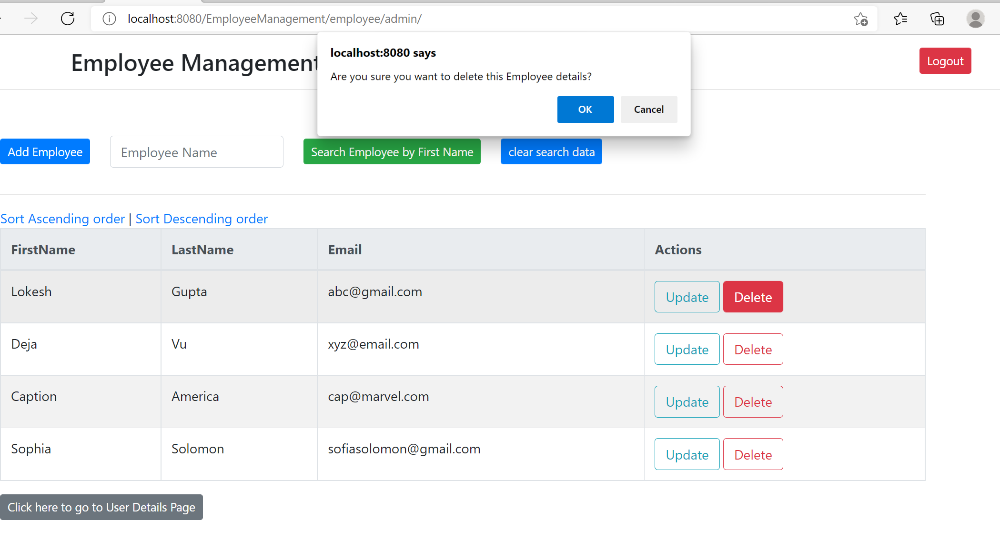 localhost:8080/EmployeeManagement/employee/admin/
localhost:8080 says
Are you sure you want to delete this Employee details?
OK Cancel
Employee Management
Logout
Add Employee Employee Name Search Employee by First Name clear search data
Sort Ascending order | Sort Descending order
FirstName LastName Email Actions
Lokesh Gupta abc@gmail.com Update Delete
Deja Vu xyz@email.com Update Delete
Caption America cap@marvel.com Update Delete
Sophia Solomon sofiasolomon@gmail.com Update Delete
Click here to go to User Details Page